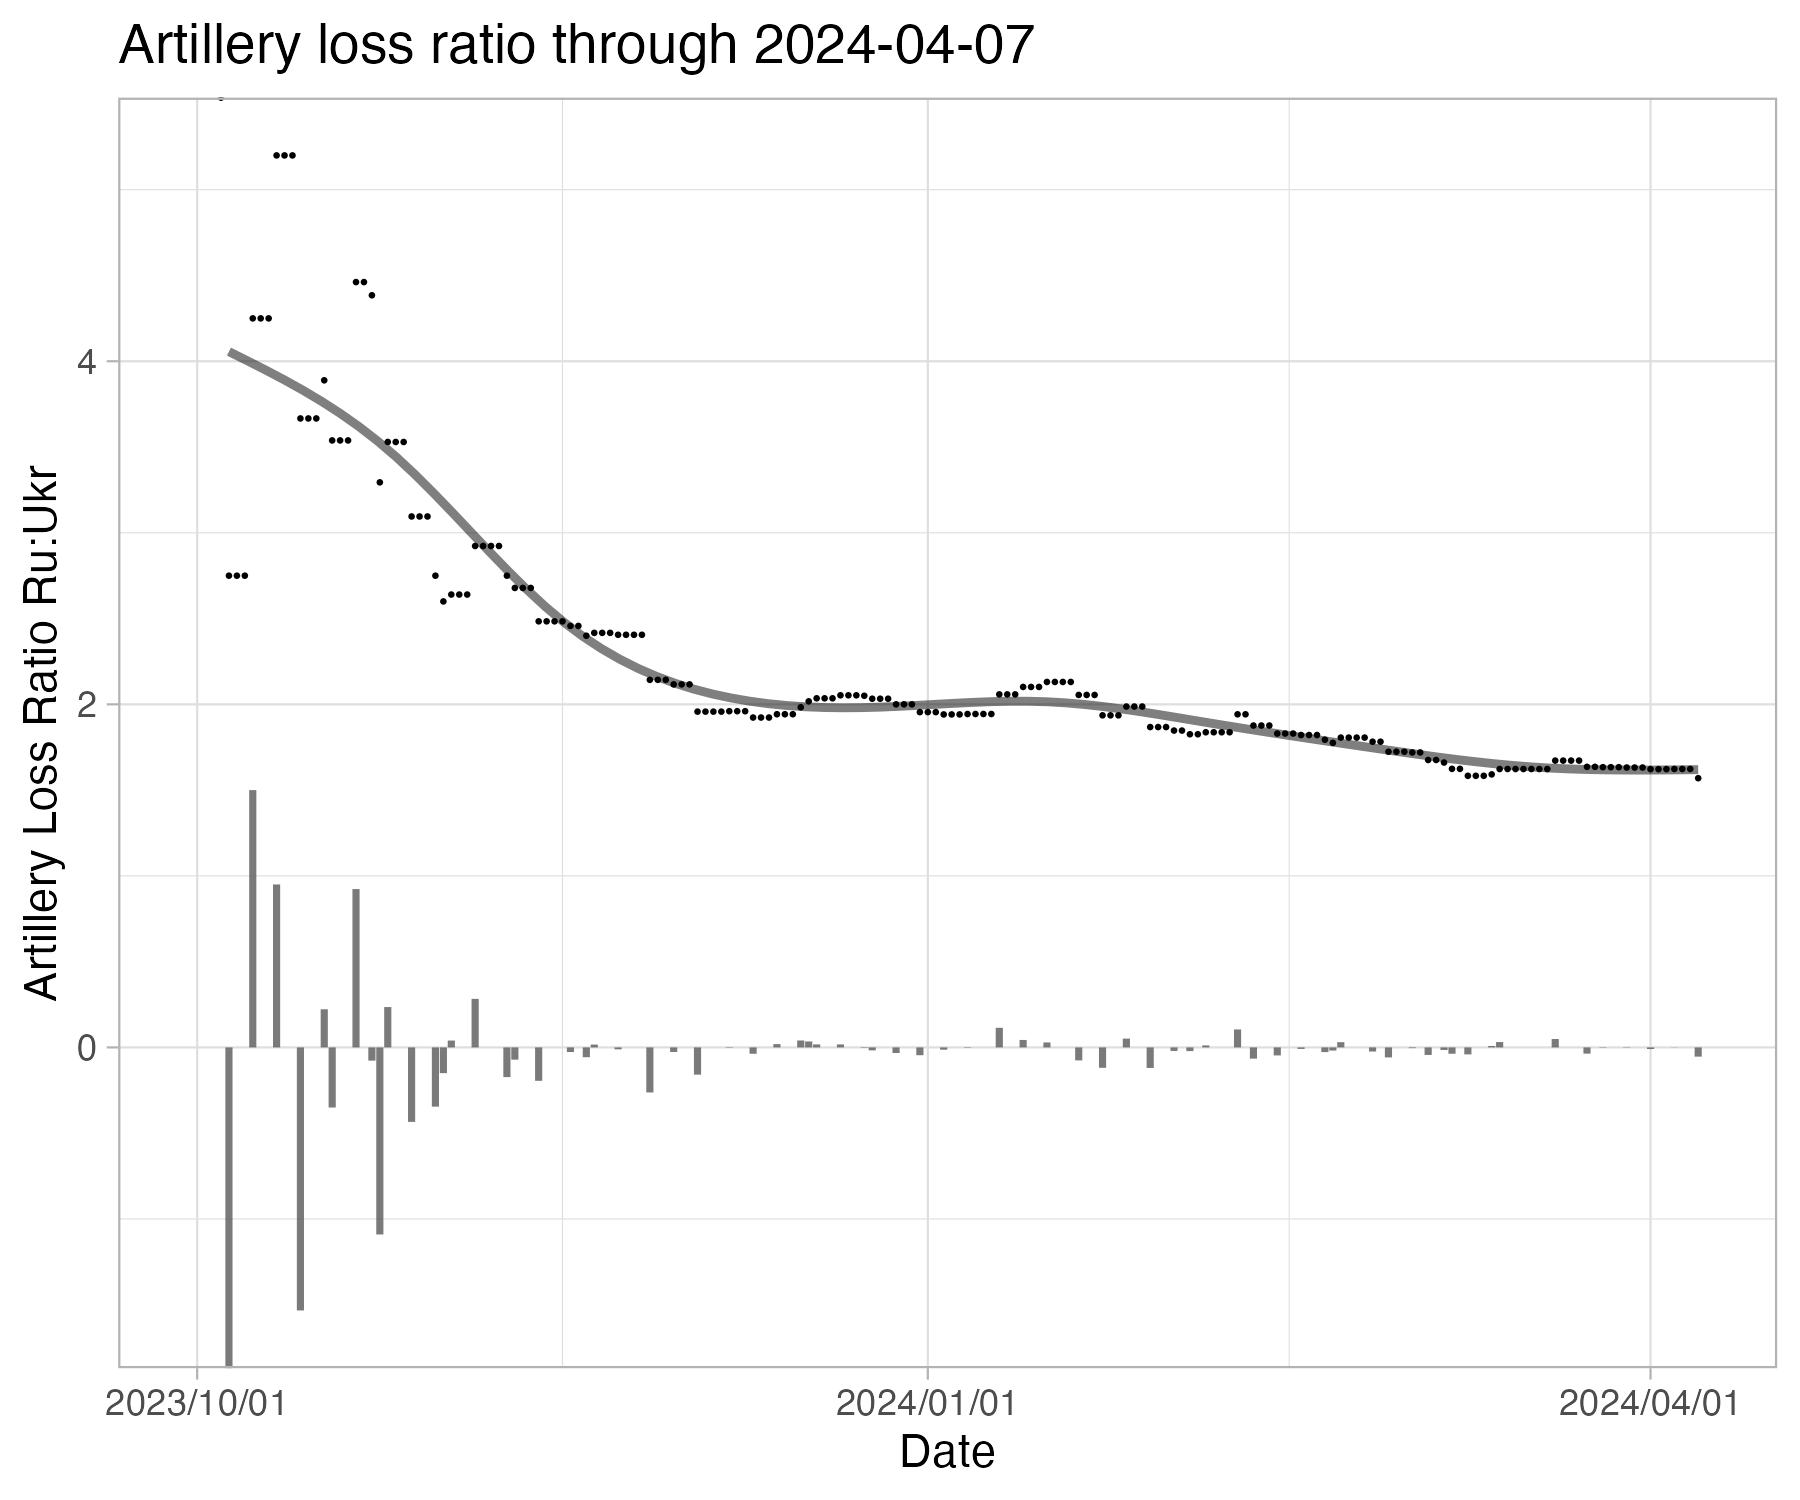 Artillery loss ratio through 2024-04-07
Artillery Loss Ratio Ru:Ukr
4
2
0
2023/10/01
2024/01/01
2024/04/01
Date